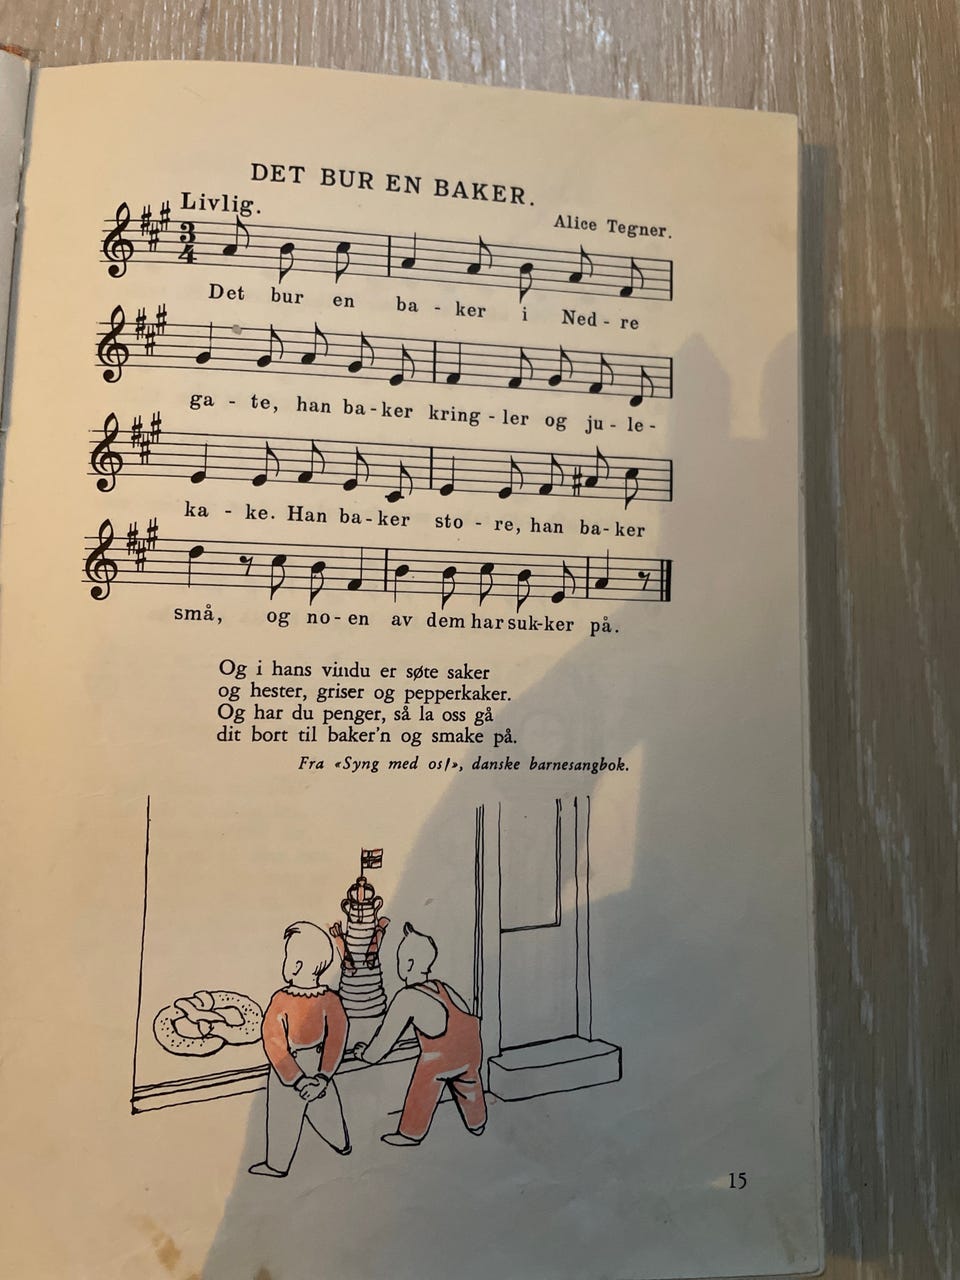 DET BUR EN BAKER.
Livlig.
Alice Tegner.
3
4
Det bur en ba - ker i Ned - re
ga - te, han ba - ker kring - ler og ju - le -
ka - ke. Han ba - ker sto - re, han ba - ker
små, og no - en av dem har suk-ker på.
Og i hans vindu er søte saker
og hester, griser og pepperkaker.
Og har du penger, så la oss gå
dit bort til baker'n og smake på.
Fra «Syng med os!», danske barnesangbok.
15